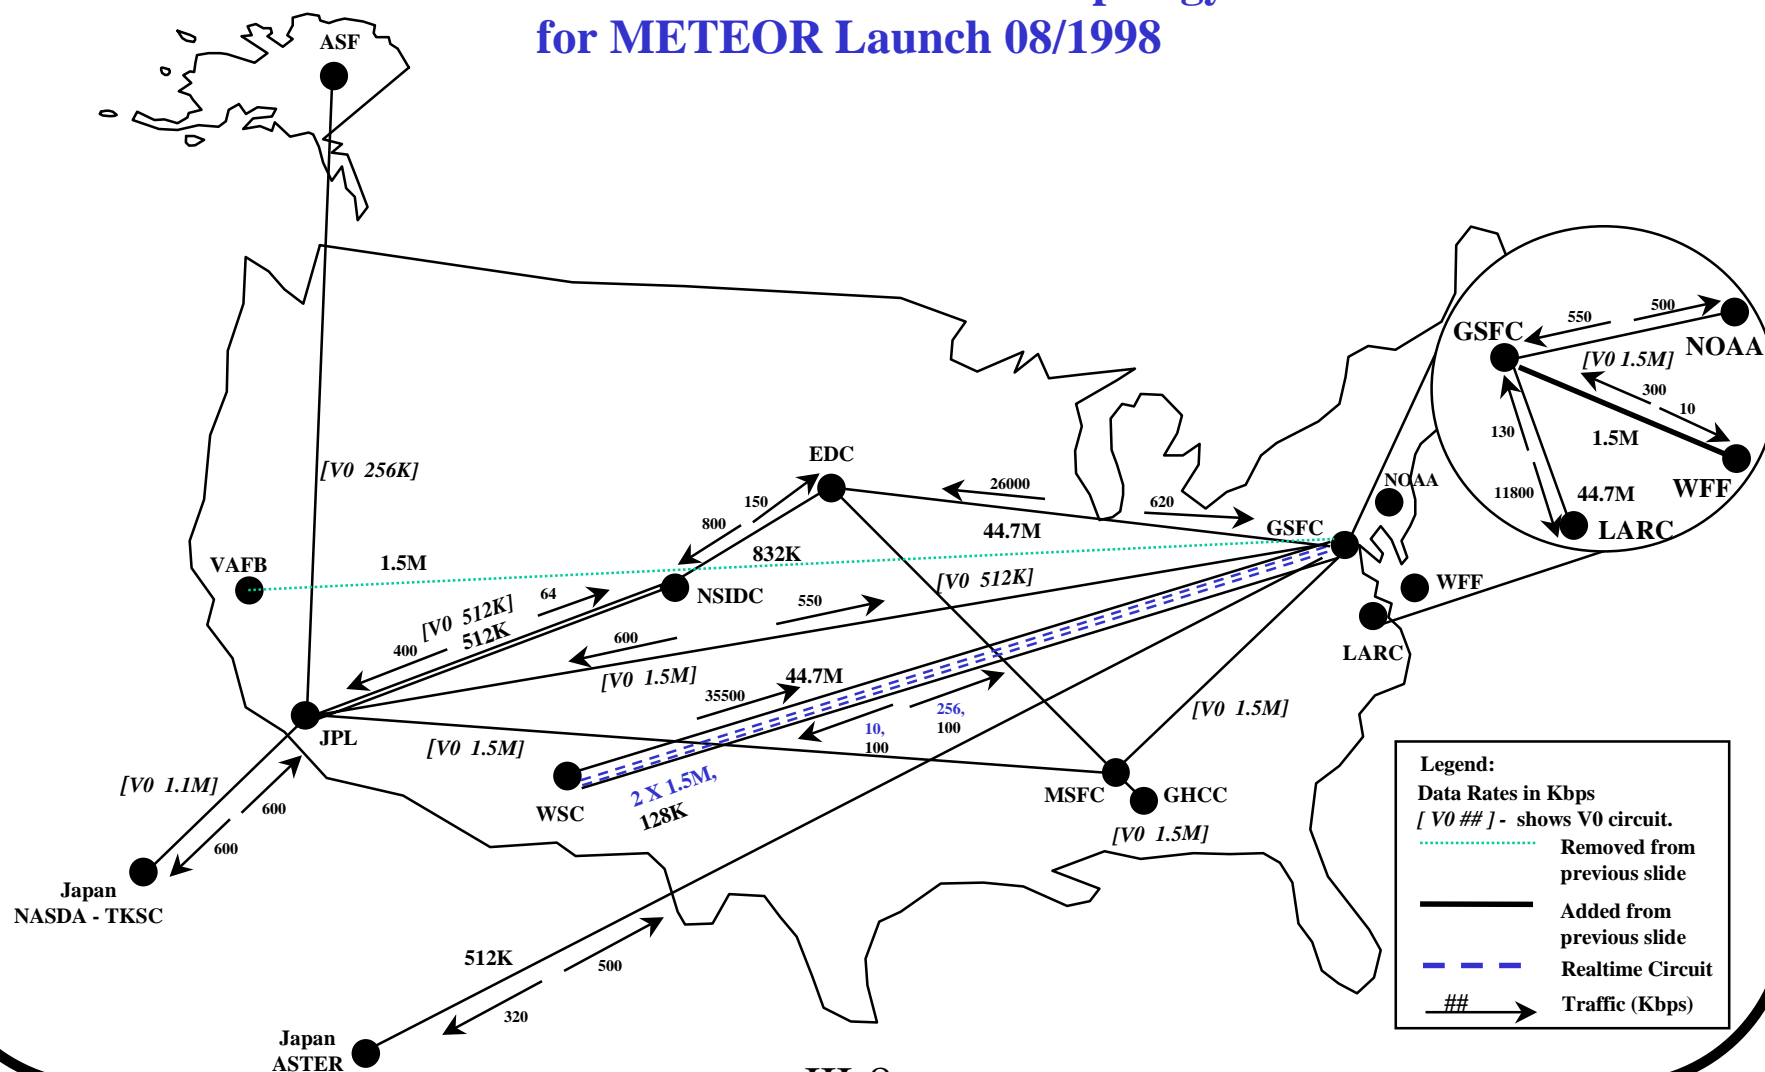 for METEOR Launch 08/1998
ASF
[V0 256K]
EDC
150
800
832K
26000
620
44.7M
GSFC
NOAA
WFF
LARC
VAFB
1.5M
NSIDC
[V0 512K]
64
[V0 512K]
512K
400
550
600
[V0 1.5M]
44.7M
35500
256,
100
10,
100
[V0 1.5M]
JPL
[V0 1.5M]
[V0 1.1M]
600
600
WSC
2 X 1.5M,
128K
MSFC
GHCC
[V0 1.5M]
Japan
NASDA - TKSC
512K
500
320
Japan
ASTER
GSFC
550
500
NOAA
[V0 1.5M]
300
10
130
1.5M
WFF
11800
44.7M
LARC
Legend:
Data Rates in Kbps
[ V0 ## ] - shows V0 circuit.
Removed from
previous slide
Added from
previous slide
Realtime Circuit
## Traffic (Kbps)